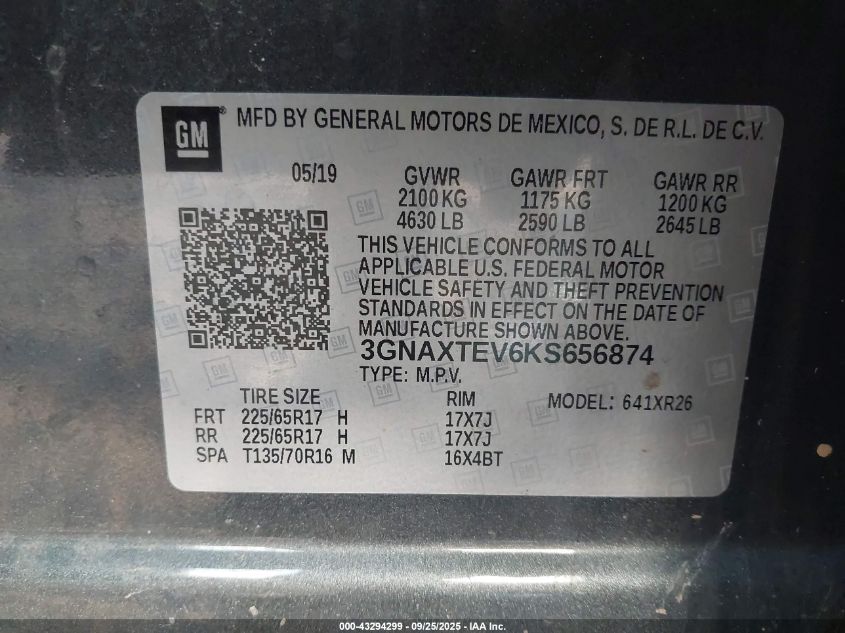 GM ® MFD BY GENERAL MOTORS DE MEXICO, S. DE R.L. DE C.V.
05/19 GVWR GAWR FRT GAWR RR
2100 KG 1175 KG 1200 KG
4630 LB 2590 LB 2645 LB
THIS VEHICLE CONFORMS TO ALL
APPLICABLE U.S. FEDERAL MOTOR
VEHICLE SAFETY AND THEFT PREVENTION
STANDARDS IN EFFECT ON THE DATE OF
MANUFACTURE SHOWN ABOVE.
3GNAXTEV6KS656874
TYPE: M.P.V.
TIRE SIZE RIM MODEL: 641XR26
FRT 225/65R17 H 17X7J
RR 225/65R17 H 17X7J
SPA T135/70R16 M 16X4BT
000-43294299 - 09/25/2025 - IAA Inc.